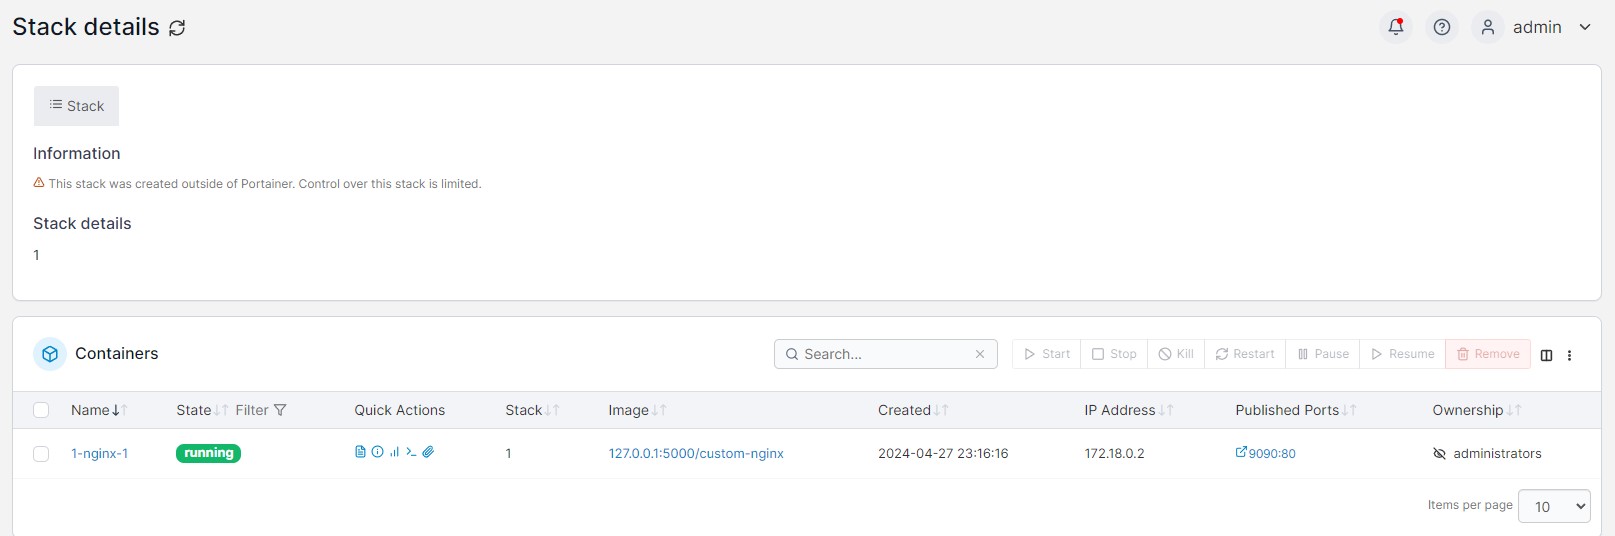 Stack details
admin
Stack
Information
This stack was created outside of Portainer. Control over this stack is limited.
Stack details
1
Containers
Search...
Start Stop Kill Restart Pause Resume Remove
Name State Filter Quick Actions Stack Image Created IP Address Published Ports Ownership
1-nginx-1 running 1 127.0.0.1:5000/custom-nginx 2024-04-27 23:16:16 172.18.0.2 9090:80 administrators
Items per page 10